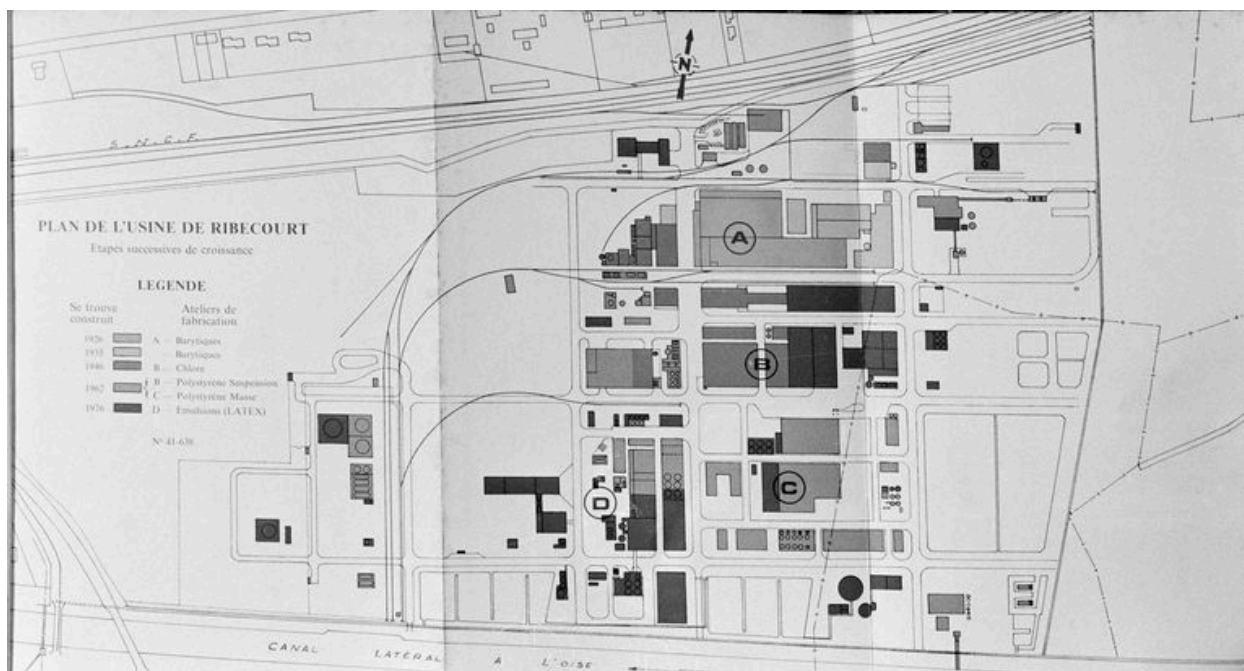 N
S.N.C.F.
PLAN DE L'USINE DE RIBECOURT
Etapes successives de croissance
LEGENDE
Se trouve construit
Ateliers de fabrication
1926 A — Barytiques
1935 Barytiques
1946 B — Chlore
1962 B — Polystyrène Suspension
C — Polystyrène Masse
1976 D — Emulsions (LATEX)
N° 41-638
A
B
C
D
CANAL LATÉRAL A L'OISE